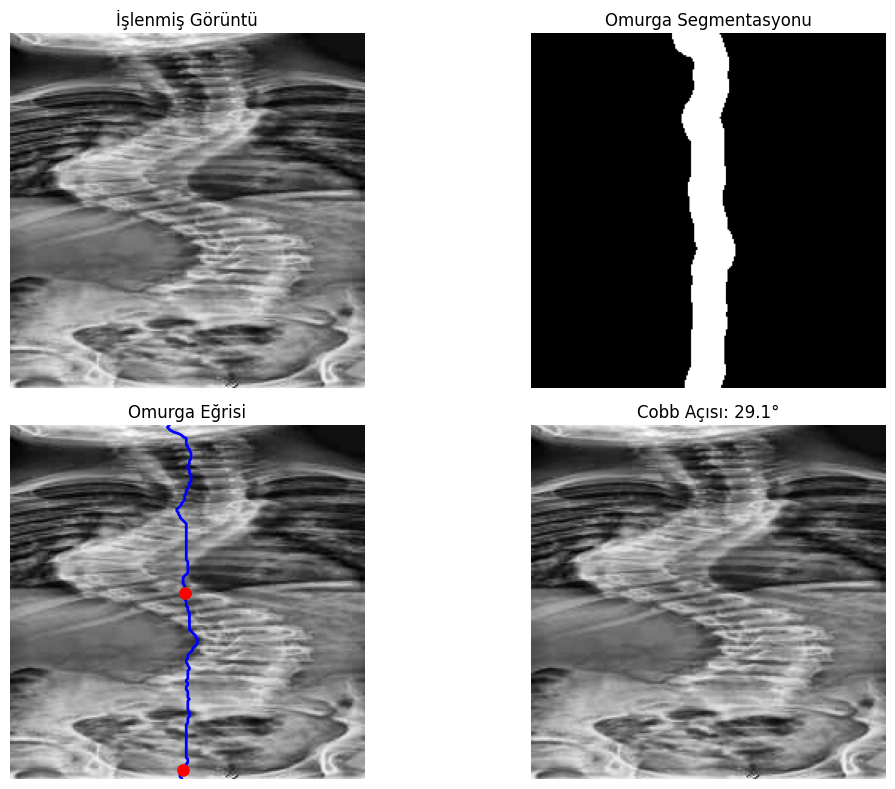 İşlenmiş Görüntü
Omurga Segmentasyonu
Omurga Eğrisi
Cobb Açısı: 29.1°